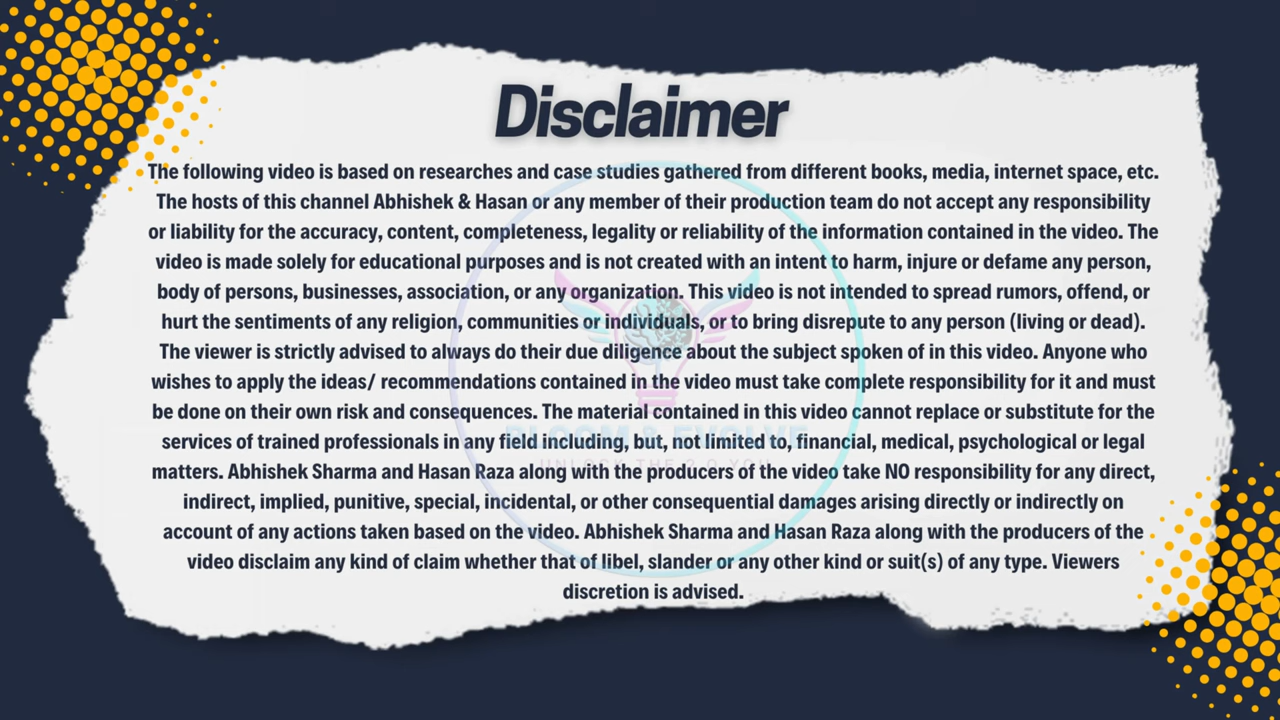 Disclaimer
The following video is based on researches and case studies gathered from different books, media, internet space, etc.
The hosts of this channel Abhishek & Hasan or any member of their production team do not accept any responsibility
or liability for the accuracy, content, completeness, legality or reliability of the information contained in the video. The
video is made solely for educational purposes and is not created with an intent to harm, injure or defame any person,
body of persons, businesses, association, or any organization. This video is not intended to spread rumors, offend, or
hurt the sentiments of any religion, communities or individuals, or to bring disrepute to any person (living or dead).
The viewer is strictly advised to always do their due diligence about the subject spoken of in this video. Anyone who
wishes to apply the ideas/ recommendations contained in the video must take complete responsibility for it and must
be done on their own risk and consequences. The material contained in this video cannot replace or substitute for the
services of trained professionals in any field including, but, not limited to, financial, medical, psychological or legal
matters. Abhishek Sharma and Hasan Raza along with the producers of the video take NO responsibility for any direct,
indirect, implied, punitive, special, incidental, or other consequential damages arising directly or indirectly on
account of any actions taken based on the video. Abhishek Sharma and Hasan Raza along with the producers of the
video disclaim any kind of claim whether that of libel, slander or any other kind or suit(s) of any type. Viewers
discretion is advised.
BLOOM & EVOLVE
UNLOCK THE 2.0 YOU